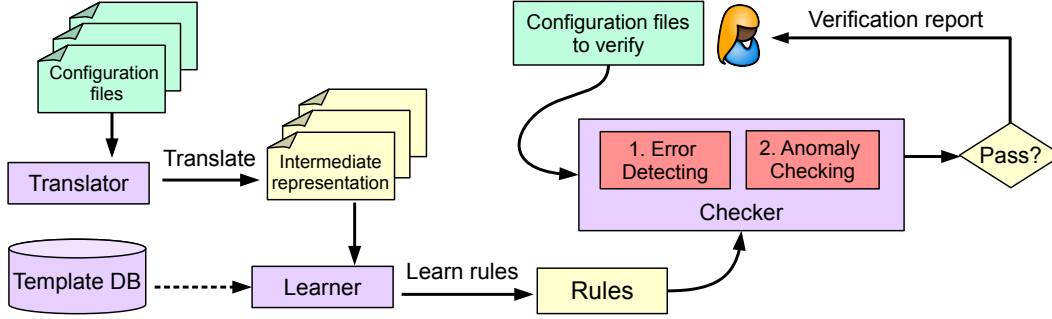 Configuration
files
Translator
Translate
Intermediate
representation
Template DB
Learner
Learn rules
Rules
Configuration files
to verify
1. Error
Detecting
2. Anomaly
Checking
Checker
Pass?
Verification report